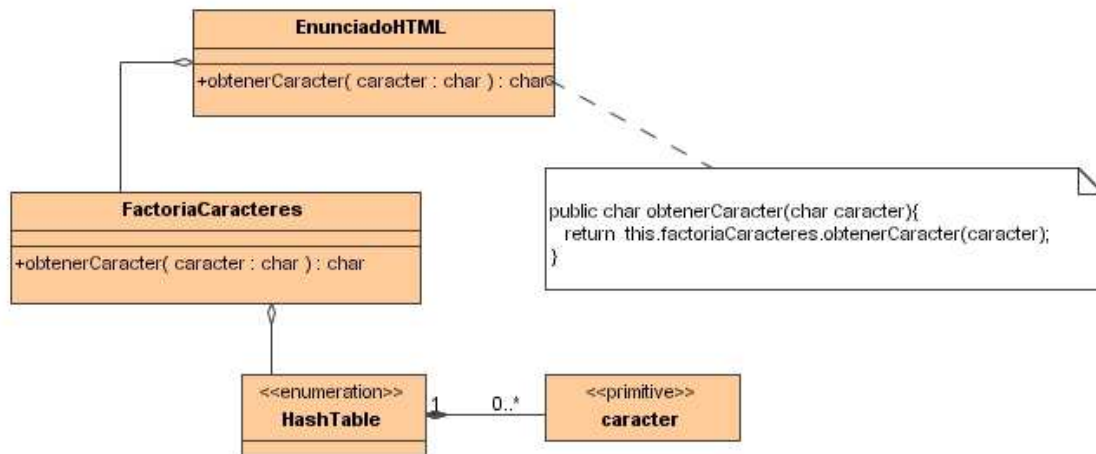 EnunciadoHTML
+obtenerCaracter( caracter : char ) : char
FactoriaCaracteres
+obtenerCaracter( caracter : char ) : char
public char obtenerCaracter(char caracter){
return this.factoriaCaracteres.obtenerCaracter(caracter);
}
<<enumeration>>
HashTable
1
0..*
<<primitive>>
caracter